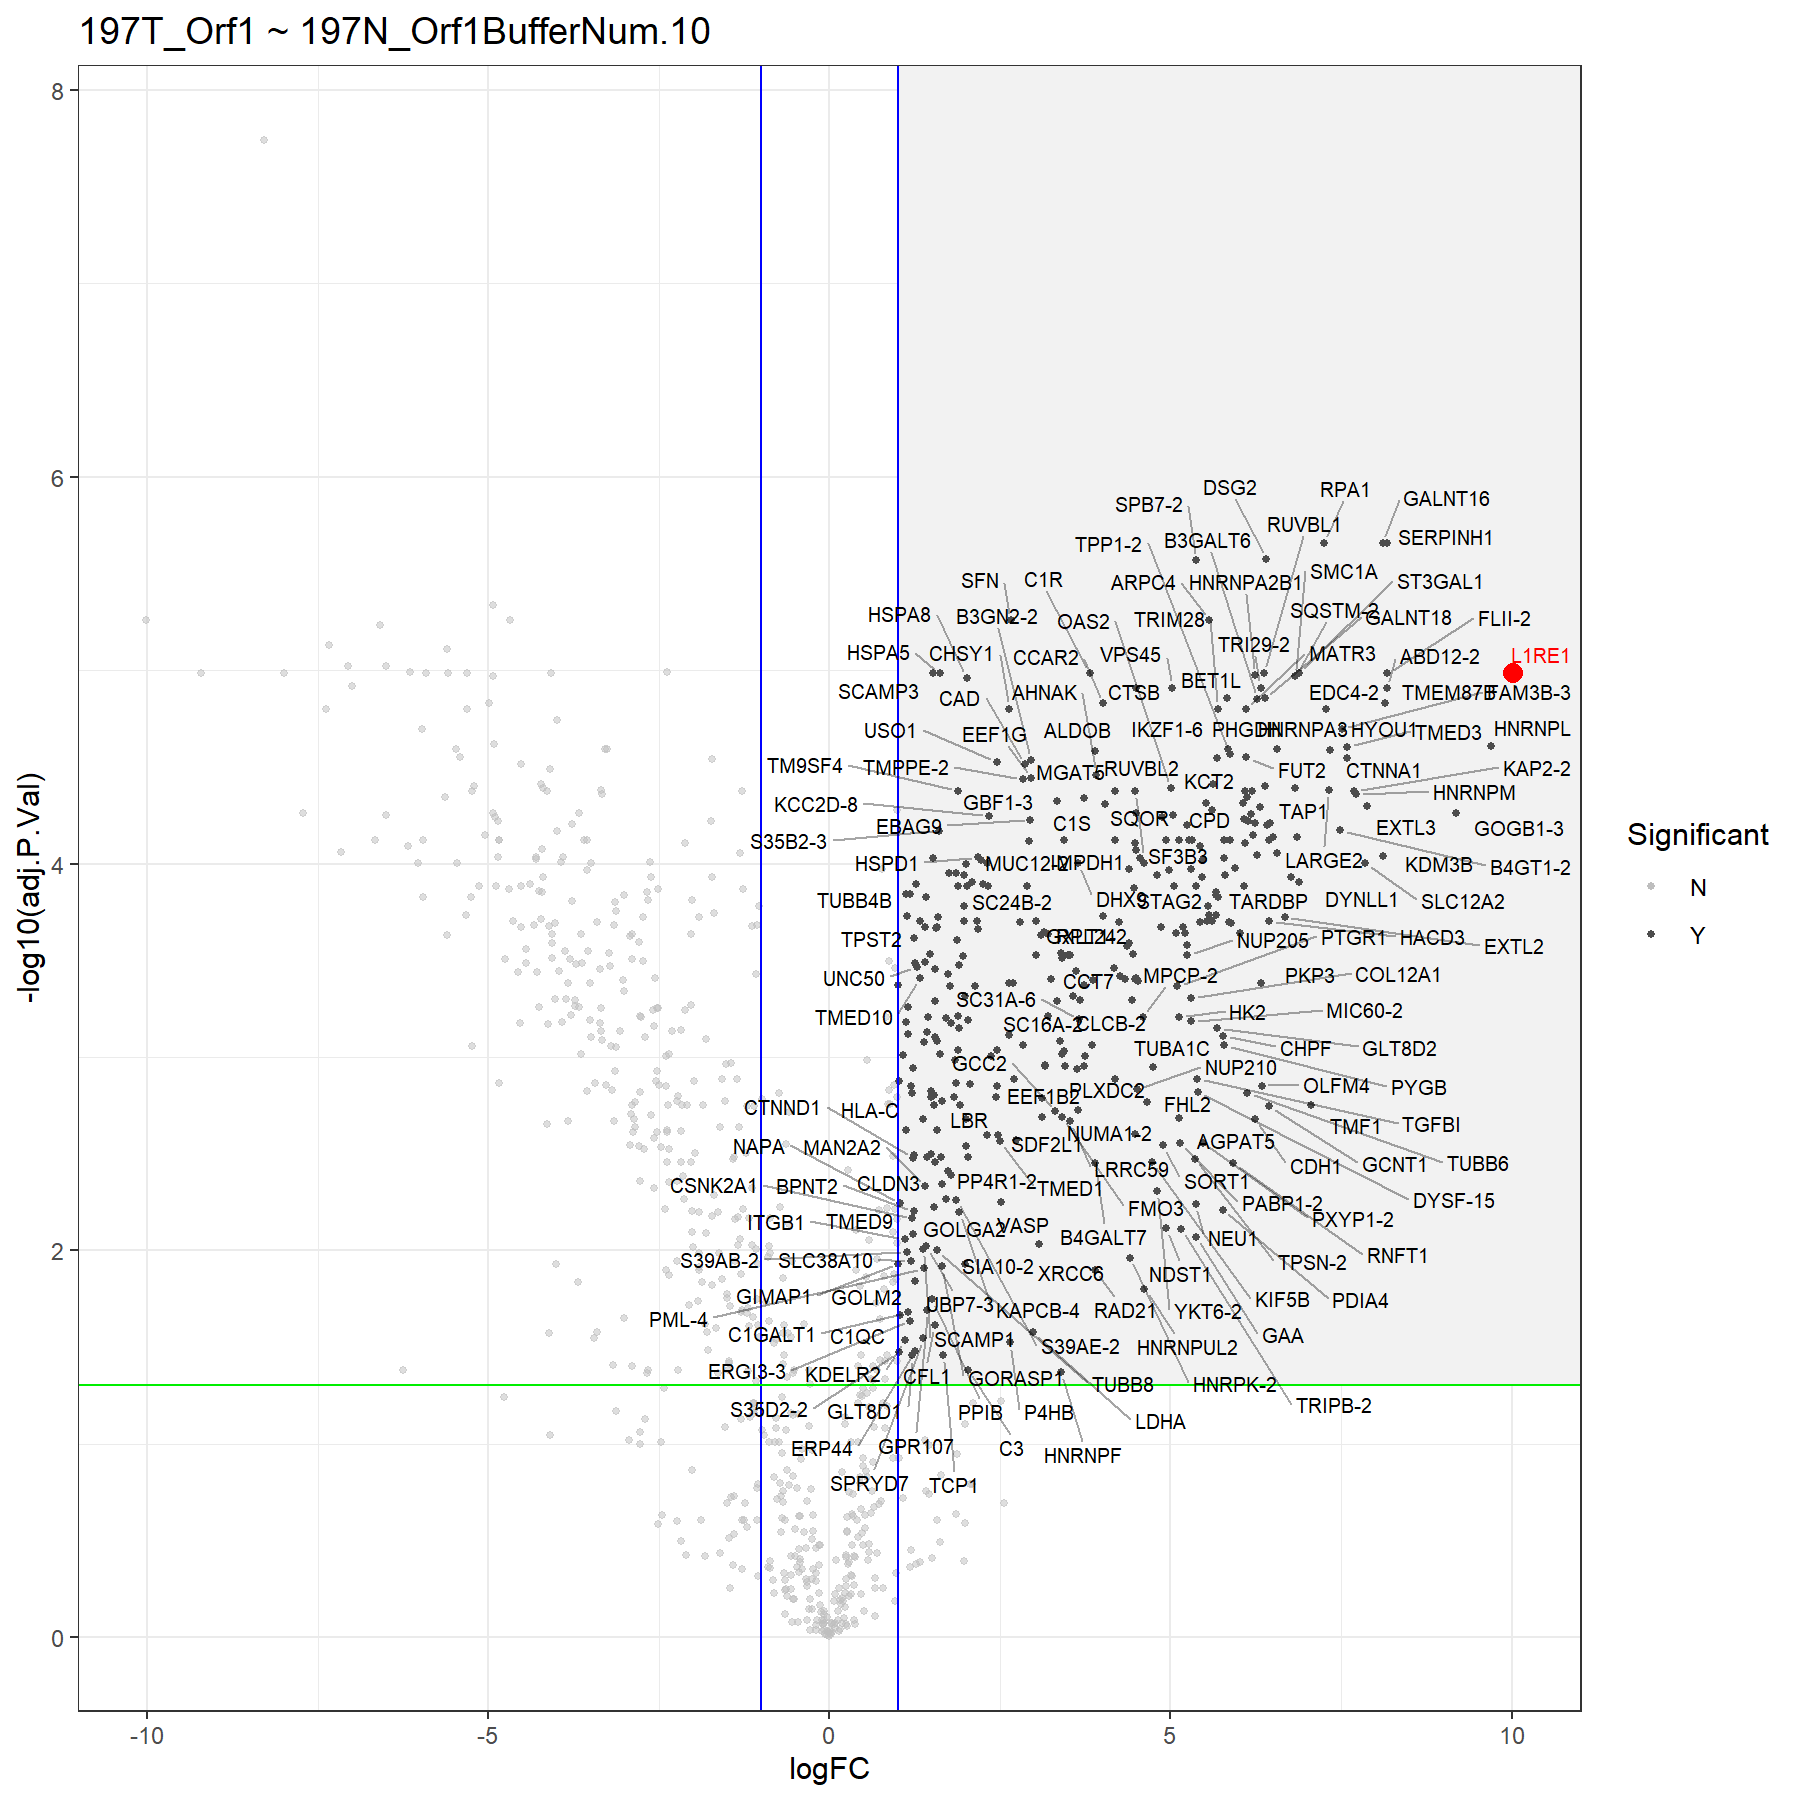 197T_Orf1 ~ 197N_Orf1BufferNum.10
8
6
4
2
0
-log10(adj.P.Val)
-10
-5
0
5
10
logFC
Significant
N
Y
DSG2
RPA1
GALNT16
SPB7-2
RUVBL1
SERPINH1
TPP1-2
B3GALT6
SMC1A
SFN
C1R
ARPC4
HNRNPA2B1
ST3GAL1
HSPA8
B3GN2-2
OAS2
TRIM28
SQSTM-2
GALNT18
FLII-2
HSPA5
CHSY1
CCAR2
VPS45
TRI29-2
MATR3
ABD12-2
L1RE1
SCAMP3
CAD
AHNAK
CTSB
BET1L
EDC4-2
TMEM87B
FAM3B-3
USO1
EEF1G
ALDOB
IKZF1-6
PHGDH
HNRNPA3
HYOU1
TMED3
HNRNPL
TM9SF4
TMPPE-2
MGAT5
RUVBL2
KCT2
FUT2
CTNNA1
KAP2-2
KCC2D-8
GBF1-3
HNRNPM
EBAG9
C1S
SQOR
CPD
TAP1
EXTL3
GOGB1-3
S35B2-3
HSPD1
MUC12-2
IMPDH1
SF3B3
LARGE2
KDM3B
B4GT1-2
TUBB4B
SC24B-2
DHX9
STAG2
TARDBP
DYNLL1
SLC12A2
TPST2
NUP205
PTGR1
HACD3
EXTL2
UNC50
CCT7
MPCP-2
PKP3
COL12A1
TMED10
SC31A-6
SC16A-2
CLCB-2
HK2
MIC60-2
GCC2
TUBA1C
CHPF
GLT8D2
NUP210
CTNND1
HLA-C
EEF1B2
PLXDC2
FHL2
OLFM4
PYGB
LBR
TMF1
TGFBI
NAPA
MAN2A2
SDF2L1
NUMA1-2
AGPAT5
CDH1
GCNT1
TUBB6
CSNK2A1
BPNT2
CLDN3
PP4R1-2
TMED1
LRRC59
SORT1
PABP1-2
DYSF-15
ITGB1
TMED9
GOLGA2
VASP
FMO3
PXYP1-2
S39AB-2
SLC38A10
SIA10-2
B4GALT7
NEU1
TPSN-2
RNFT1
XRCC6
NDST1
GIMAP1
GOLM2
UBP7-3
KAPCB-4
RAD21
YKT6-2
KIF5B
PDIA4
PML-4
C1GALT1
C1QC
SCAMP1
S39AE-2
HNRNPUL2
GAA
ERGI3-3
KDELR2
CFL1
GORASP1
TUBB8
HNRPK-2
S35D2-2
GLT8D1
PPIB
P4HB
LDHA
TRIPB-2
ERP44
GPR107
C3
HNRNPF
SPRYD7
TCP1